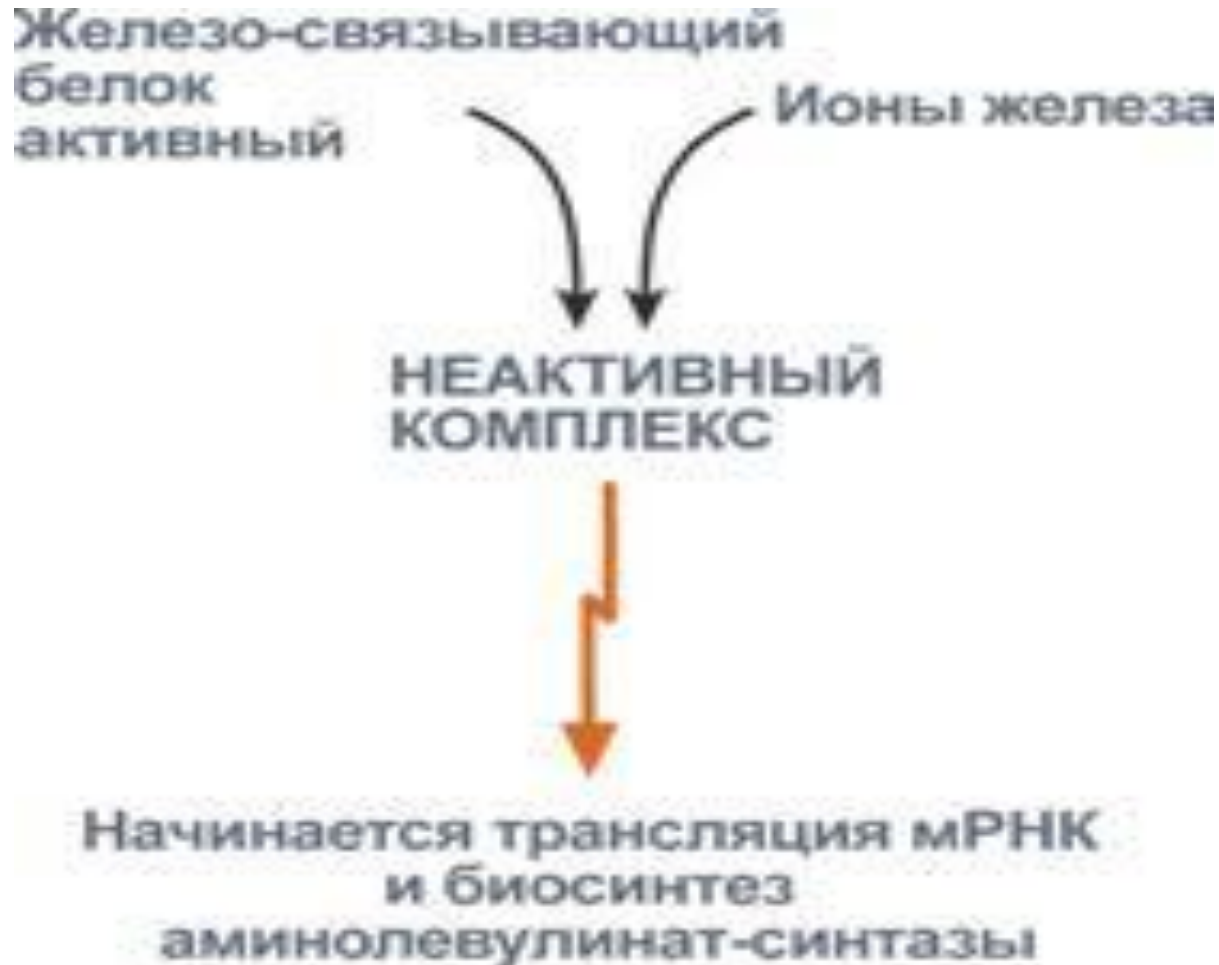 Железо-связывающий
белок
активный
Ионы железа
НЕАКТИВНЫЙ
КОМПЛЕКС
Начинается трансляция мРНК
и биосинтез
аминолевулинат-синтазы